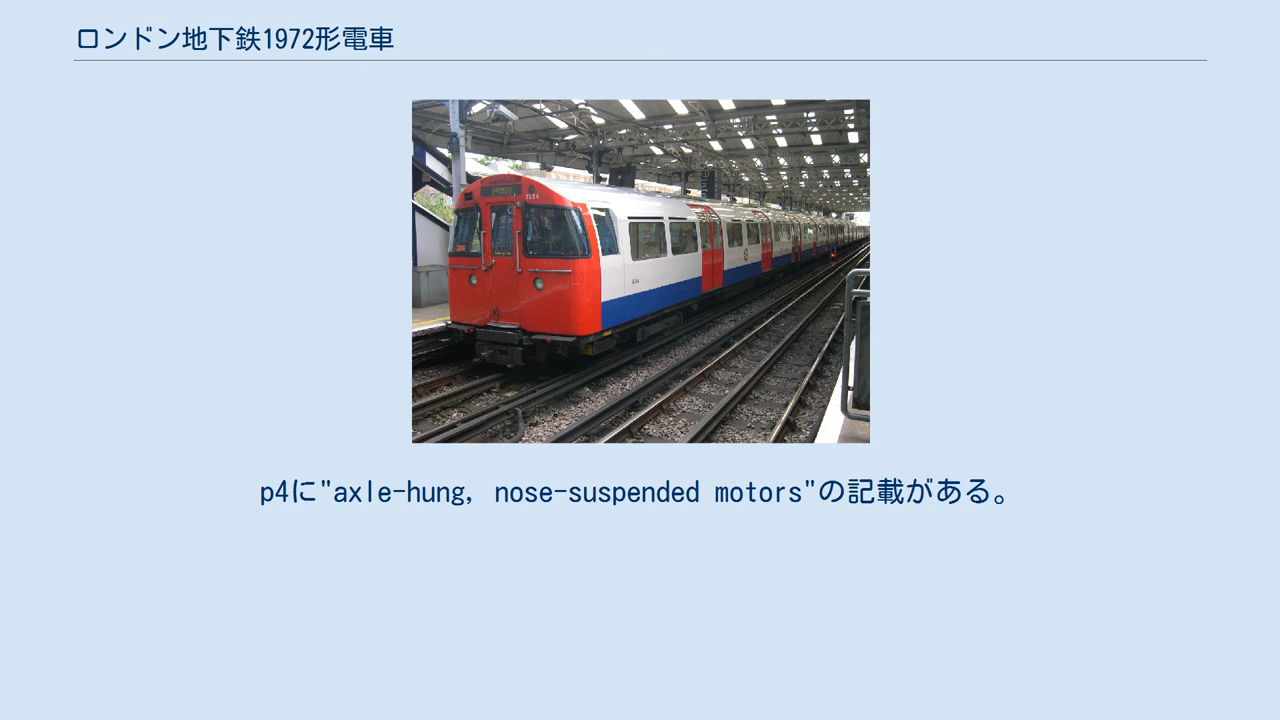 ロンドン地下鉄1972形電車
3134
p4に"axle-hung, nose-suspended motors"の記載がある。